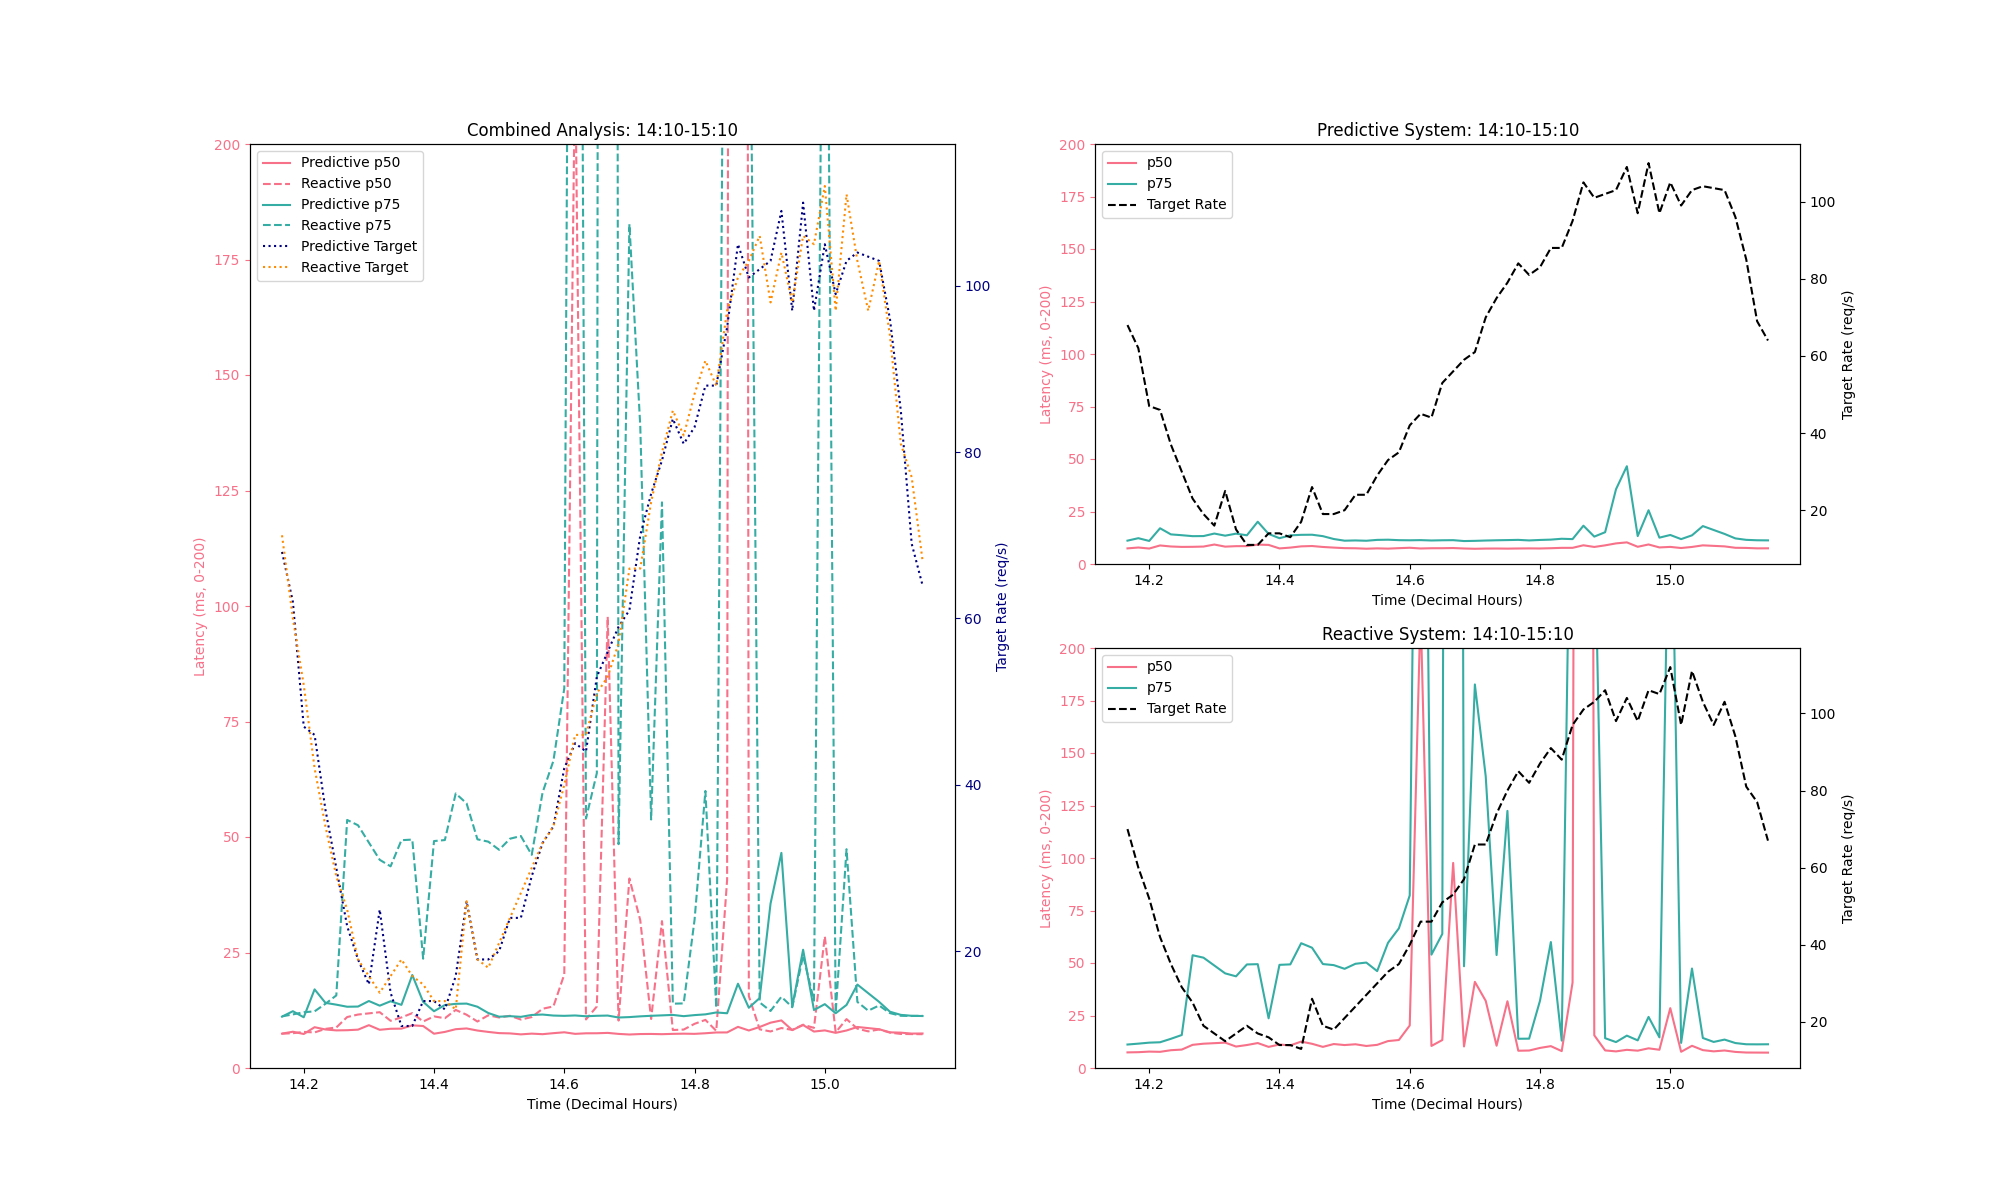 Combined Analysis: 14:10-15:10
Predictive p50
Reactive p50
Predictive p75
Reactive p75
Predictive Target
Reactive Target
200
175
150
125
100
75
50
25
0
Latency (ms, 0-200)
100
80
60
40
20
Target Rate (req/s)
14.2 14.4 14.6 14.8 15.0
Time (Decimal Hours)
Predictive System: 14:10-15:10
p50
p75
Target Rate
200
175
150
125
100
75
50
25
0
Latency (ms, 0-200)
100
80
60
40
20
Target Rate (req/s)
14.2 14.4 14.6 14.8 15.0
Time (Decimal Hours)
Reactive System: 14:10-15:10
p50
p75
Target Rate
200
175
150
125
100
75
50
25
0
Latency (ms, 0-200)
100
80
60
40
20
Target Rate (req/s)
14.2 14.4 14.6 14.8 15.0
Time (Decimal Hours)